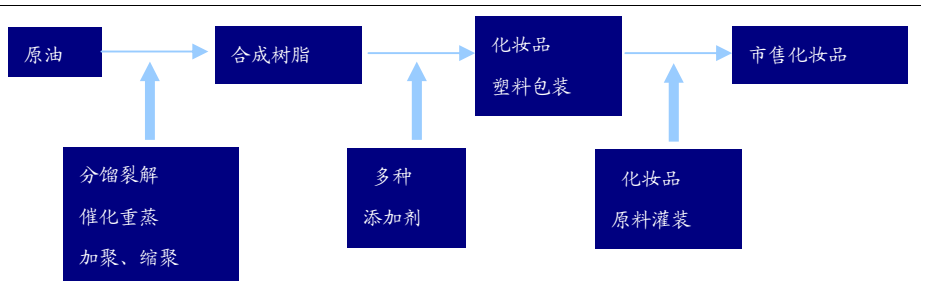 原油
合成树脂
化妆品
塑料包装
市售化妆品
分馏裂解
催化重蒸
加聚、缩聚
多种
添加剂
化妆品
原料灌装